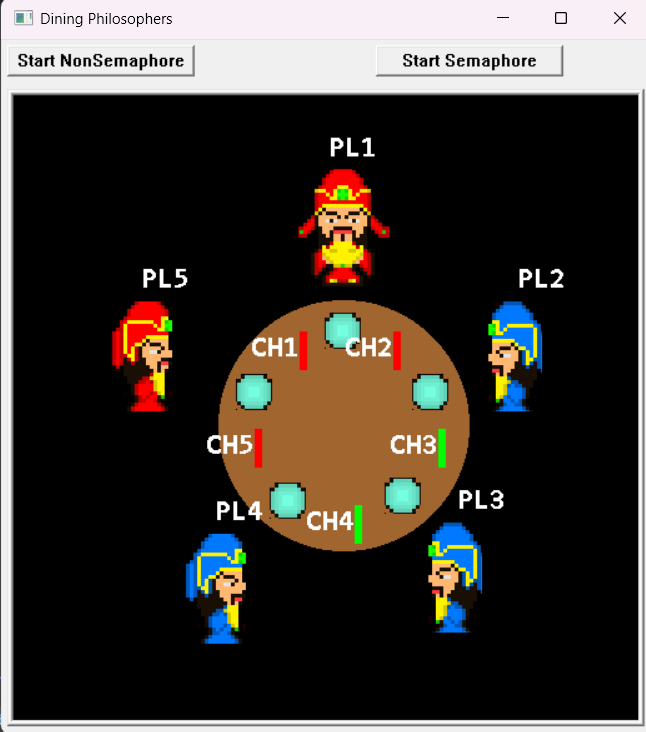 Dining Philosophers
Start NonSemaphore
Start Semaphore
PL1
PL5
PL2
CH1
CH2
CH5
CH3
PL4
PL3
CH4